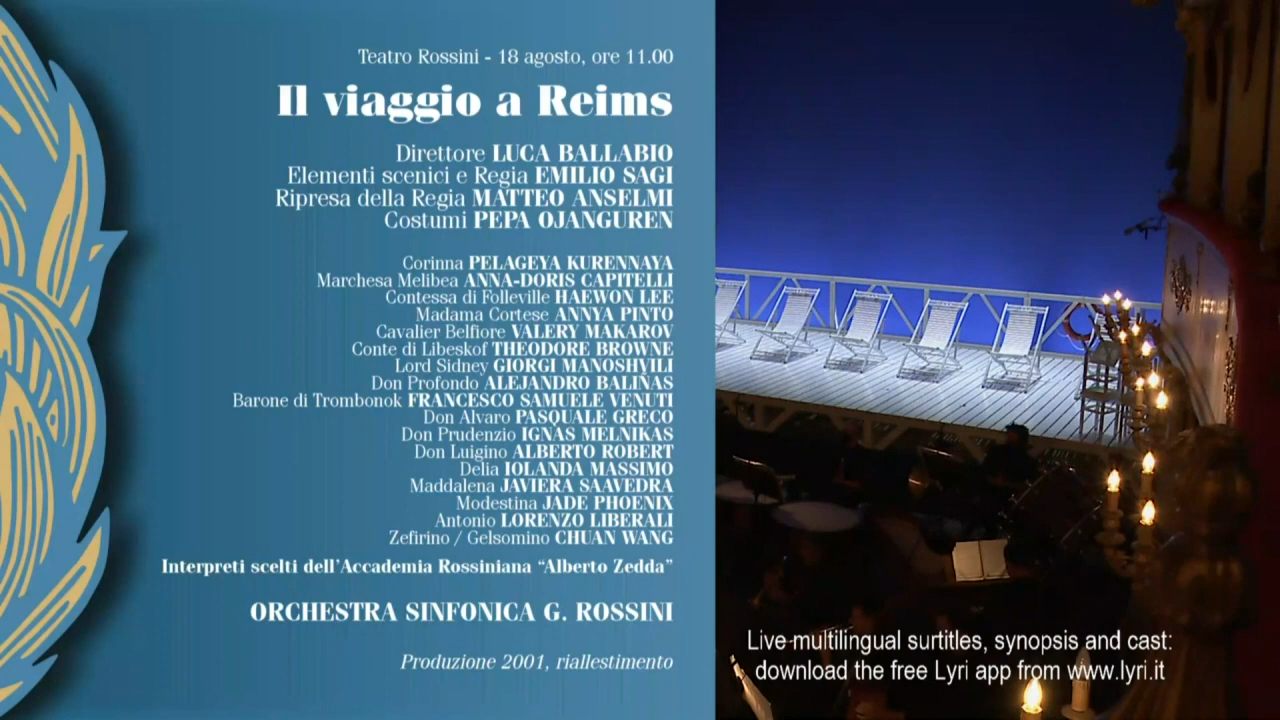 Teatro Rossini - 18 agosto, ore 11.00
Il viaggio a Reims
Direttore LUCA BALLABIO
Elementi scenici e Regia EMILIO SAGI
Ripresa della Regia MATTEO ANSELMI
Costumi PEPA OJANGUREN
Corinna PELAGEYA KURENNAYA
Marchesa Melibea ANNA-DORIS CAPITELLI
Contessa di Folleville HAEWON LEE
Madama Cortese ANNYA PINTO
Cavalier Belfiore VALERY MAKAROV
Conte di Libeskof THEODORE BROWNE
Lord Sidney GIORGI MANOSHVILI
Don Profondo ALEJANDRO BALIÑAS
Barone di Trombonok FRANCESCO SAMUELE VENUTI
Don Alvaro PASQUALE GRECO
Don Prudenzio IGNAS MELNIKAS
Don Luigino ALBERTO ROBERT
Delia IOLANDA MASSIMO
Maddalena JAVIERA SAAVEDRA
Modestina JADE PHOENIX
Antonio LORENZO LIBERALI
Zefirino / Gelsomino CHUAN WANG
Interpreti scelti dell'Accademia Rossiniana “Alberto Zedda”
ORCHESTRA SINFONICA G. ROSSINI
Produzione 2001, riallestimento
Live multilingual surtitles, synopsis and cast:
download the free Lyri app from www.lyri.it